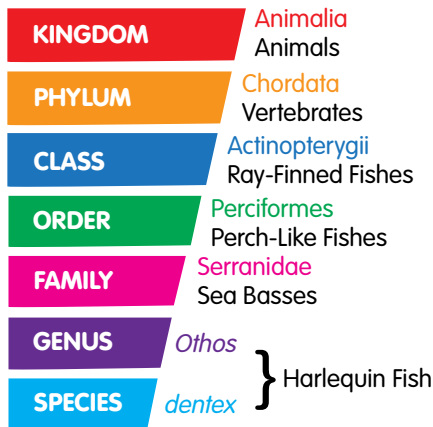 KINGDOM
Animalia
Animals
PHYLUM
Chordata
Vertebrates
CLASS
Actinopterygii
Ray-Finned Fishes
ORDER
Perciformes
Perch-Like Fishes
FAMILY
Serranidae
Sea Basses
GENUS
Othos
SPECIES
dentex
} Harlequin Fish